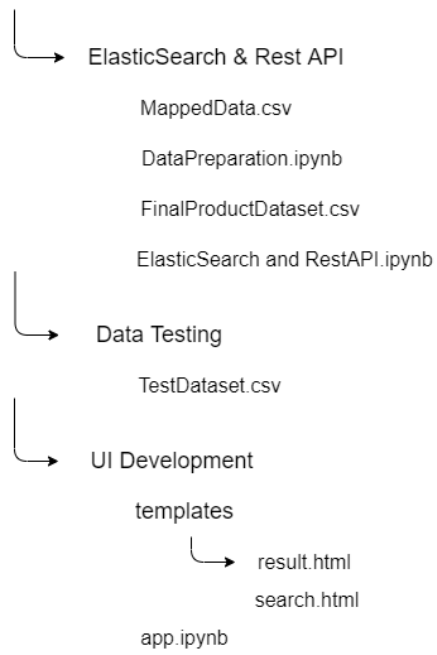 ElasticSearch & Rest API
MappedData.csv
DataPreparation.ipynb
FinalProductDataset.csv
ElasticSearch and RestAPI.ipynb
Data Testing
TestDataset.csv
UI Development
templates
result.html
search.html
app.ipynb